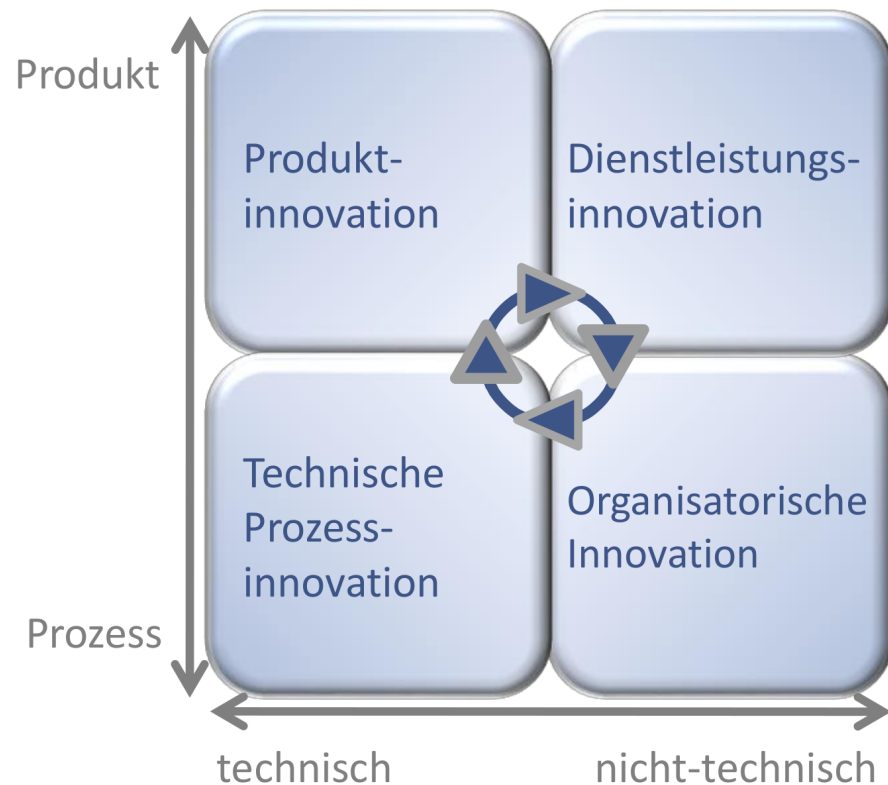 Produkt
Produkt-
innovation
Dienstleistungs-
innovation
Technische
Prozess-
innovation
Organisatorische
Innovation
Prozess
technisch
nicht-technisch